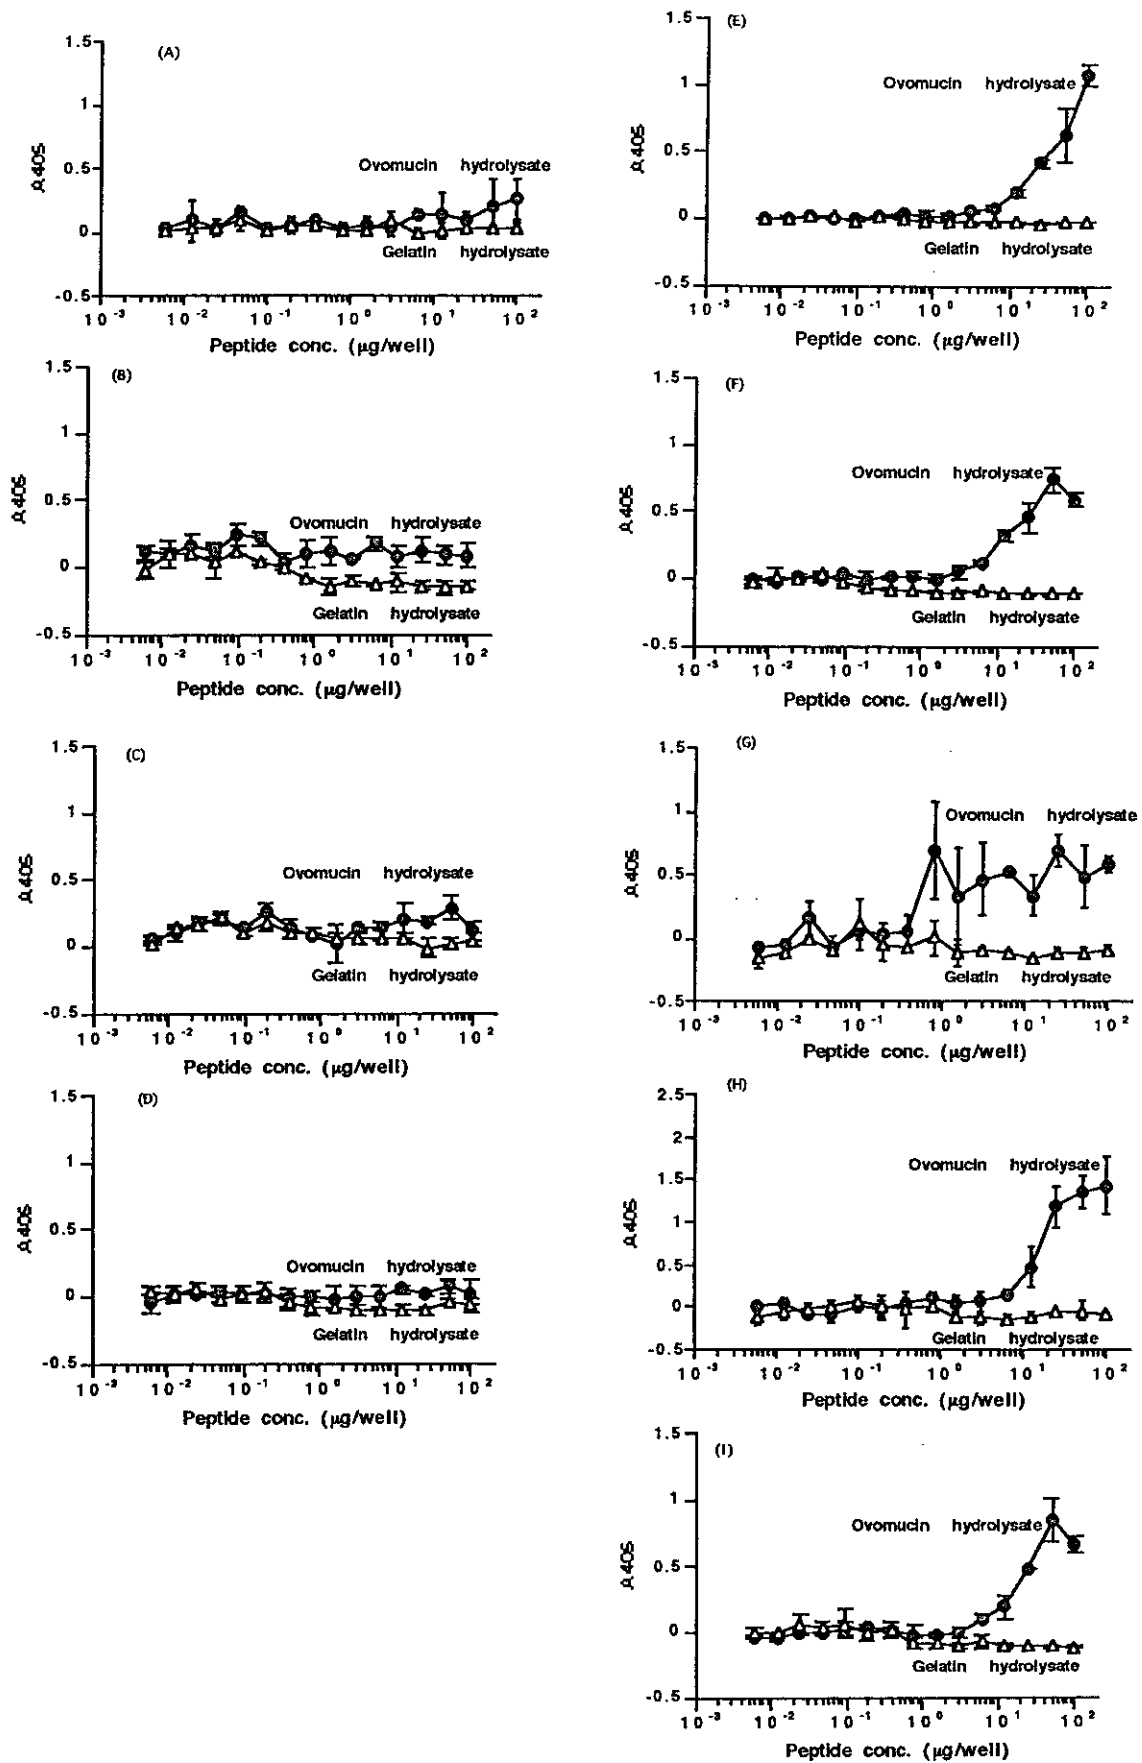 (A)
1.5
1
0.5
0
-0.5
A405
Ovomucin hydrolysate
Gelatin hydrolysate
10⁻³ 10⁻² 10⁻¹ 10⁰ 10¹ 10²
Peptide conc. (μg/well)
(B)
1.5
1
0.5
0
-0.5
A405
Ovomucin hydrolysate
Gelatin hydrolysate
10⁻³ 10⁻² 10⁻¹ 10⁰ 10¹ 10²
Peptide conc. (μg/well)
(C)
1.5
1
0.5
0
-0.5
A405
Ovomucin hydrolysate
Gelatin hydrolysate
10⁻³ 10⁻² 10⁻¹ 10⁰ 10¹ 10²
Peptide conc. (μg/well)
(D)
1.5
1
0.5
0
-0.5
A405
Ovomucin hydrolysate
Gelatin hydrolysate
10⁻³ 10⁻² 10⁻¹ 10⁰ 10¹ 10²
Peptide conc. (μg/well)
(E)
1.5
1
0.5
0
-0.5
A405
Ovomucin hydrolysate
Gelatin hydrolysate
10⁻³ 10⁻² 10⁻¹ 10⁰ 10¹ 10²
Peptide conc. (μg/well)
(F)
1.5
1
0.5
0
-0.5
A405
Ovomucin hydrolysate
Gelatin hydrolysate
10⁻³ 10⁻² 10⁻¹ 10⁰ 10¹ 10²
Peptide conc. (μg/well)
(G)
1.5
1
0.5
0
-0.5
A405
Ovomucin hydrolysate
Gelatin hydrolysate
10⁻³ 10⁻² 10⁻¹ 10⁰ 10¹ 10²
Peptide conc. (μg/well)
(H)
2.5
2
1.5
1
0.5
0
-0.5
A405
Ovomucin hydrolysate
Gelatin hydrolysate
10⁻³ 10⁻² 10⁻¹ 10⁰ 10¹ 10²
Peptide conc. (μg/well)
(I)
1.5
1
0.5
0
-0.5
A405
Ovomucin hydrolysate
Gelatin hydrolysate
10⁻³ 10⁻² 10⁻¹ 10⁰ 10¹ 10²
Peptide conc. (μg/well)